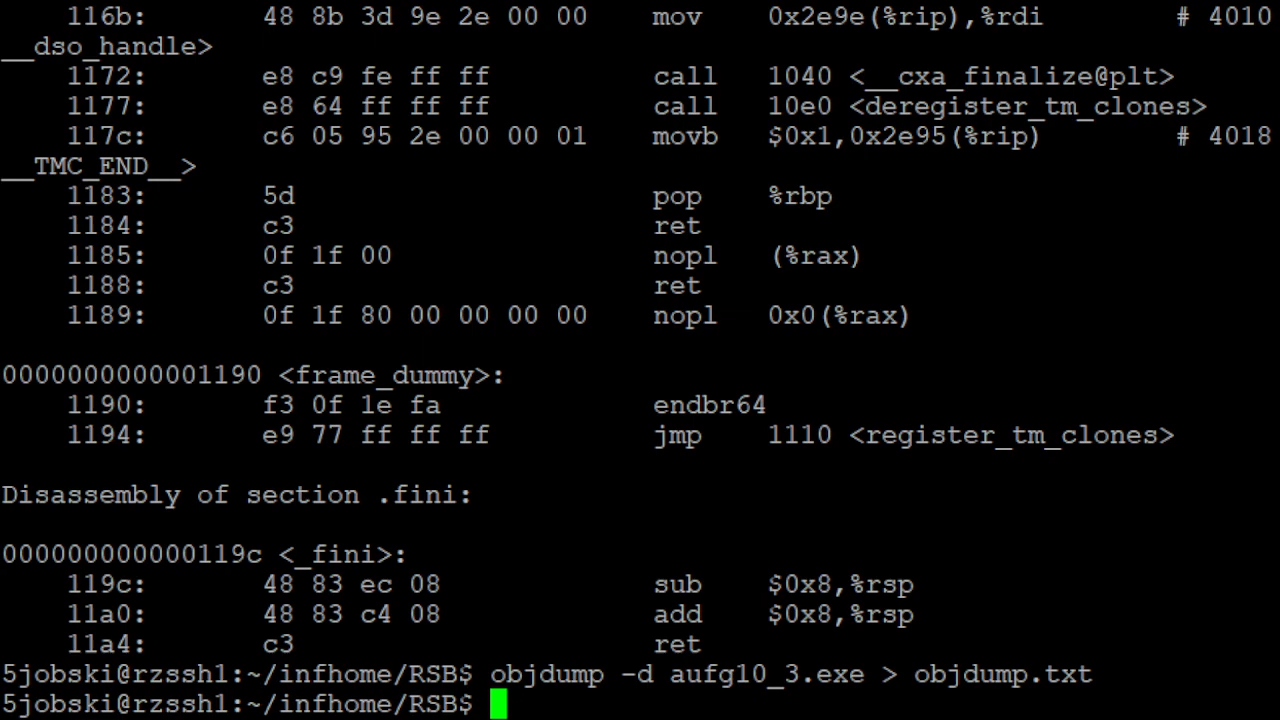 116b:       48 8b 3d 9e 2e 00 00    mov    0x2e9e(%rip),%rdi        # 4010
__dso_handle>
    1172:       e8 c9 fe ff ff          call   1040 <__cxa_finalize@plt>
    1177:       e8 64 ff ff ff          call   10e0 <deregister_tm_clones>
    117c:       c6 05 95 2e 00 00 01    movb   $0x1,0x2e95(%rip)        # 4018
__TMC_END__>
    1183:       5d                      pop    %rbp
    1184:       c3                      ret
    1185:       0f 1f 00                nopl   (%rax)
    1188:       c3                      ret
    1189:       0f 1f 80 00 00 00 00    nopl   0x0(%rax)

0000000000001190 <frame_dummy>:
    1190:       f3 0f 1e fa             endbr64
    1194:       e9 77 ff ff ff          jmp    1110 <register_tm_clones>

Disassembly of section .fini:

000000000000119c <_fini>:
    119c:       48 83 ec 08             sub    $0x8,%rsp
    11a0:       48 83 c4 08             add    $0x8,%rsp
    11a4:       c3                      ret
5jobski@rzssh1:~/infhome/RSB$ objdump -d aufg10_3.exe > objdump.txt
5jobski@rzssh1:~/infhome/RSB$